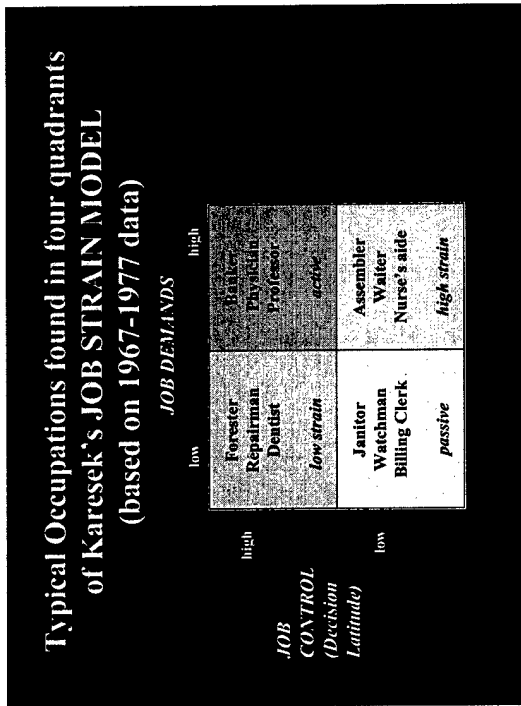 Typical Occupations found in four quadrants
of Karesek's JOB STRAIN MODEL
(based on 1967-1977 data)
JOB DEMANDS
low
high
high
Forester
Repairman
Dentist
low strain
Banker
Physician
Professor
active
JOB
CONTROL
(Decision
Latitude)
low
Janitor
Watchman
Billing Clerk
passive
Assembler
Waiter
Nurse's aide
high strain